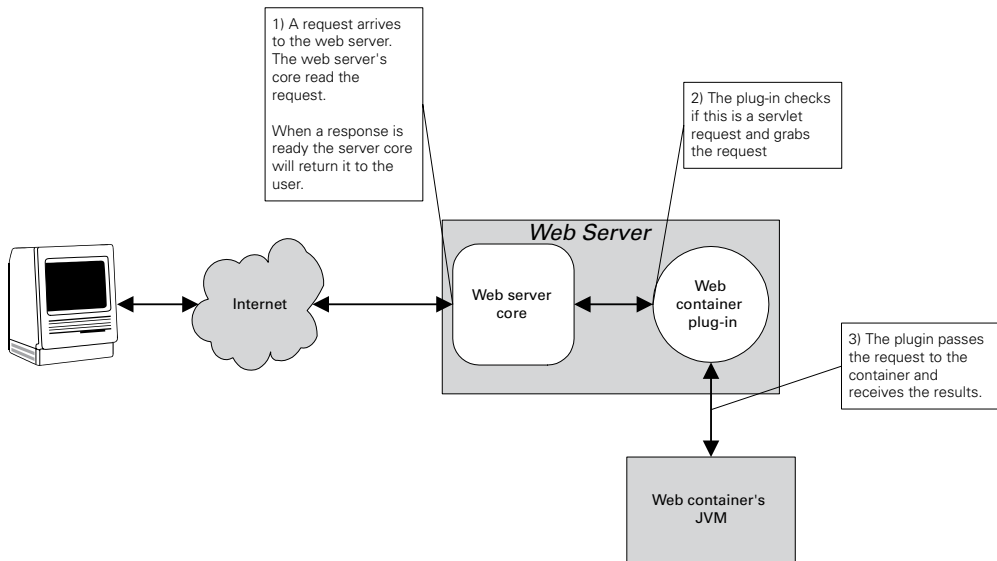 1) A request arrives
to the web server.
The web server's
core read the
request.
When a response is
ready the server core
will return it to the
user.
2) The plug-in checks
if this is a servlet
request and grabs
the request
Web Server
Internet
Web server
core
Web
container
plug-in
3) The plugin passes
the request to the
container and
receives the results.
Web container's
JVM